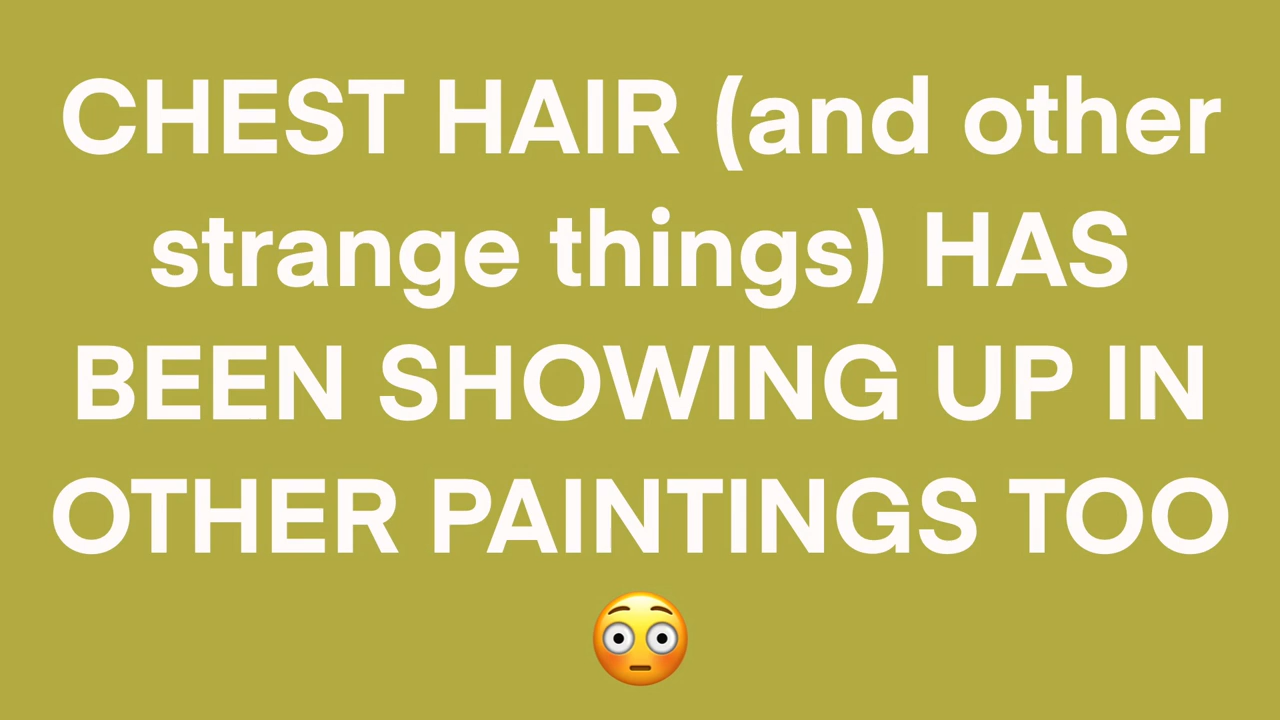 CHEST HAIR (and other
strange things) HAS
BEEN SHOWING UP IN
OTHER PAINTINGS TOO
😳